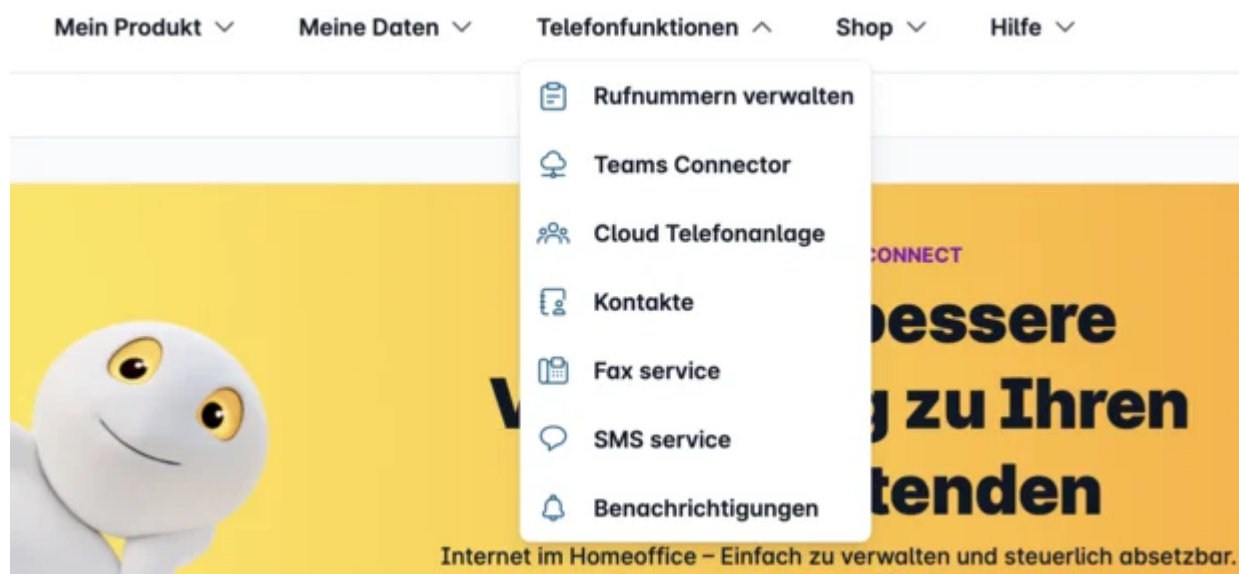 Mein Produkt
Meine Daten
Telefonfunktionen
Shop
Hilfe
Rufnummern verwalten
Teams Connector
Cloud Telefonanlage
Kontakte
Fax service
SMS service
Benachrichtigungen
CONNECT
zu Ihren
Internet im Homeoffice – Einfach zu verwalten und steuerlich absetzbar.